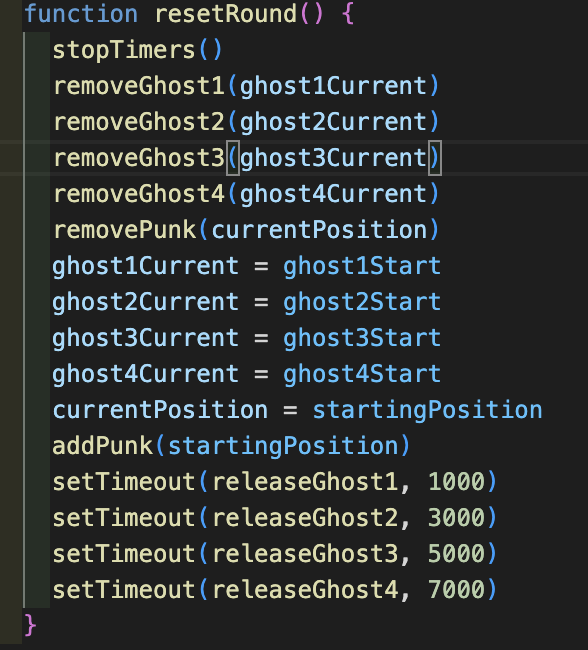 function resetRound() {
stopTimers()
removeGhost1(ghost1Current)
removeGhost2(ghost2Current)
removeGhost3(ghost3Current)
removeGhost4(ghost4Current)
removePunk(currentPosition)
ghost1Current = ghost1Start
ghost2Current = ghost2Start
ghost3Current = ghost3Start
ghost4Current = ghost4Start
currentPosition = startingPosition
addPunk(startingPosition)
setTimeout(releaseGhost1, 1000)
setTimeout(releaseGhost2, 3000)
setTimeout(releaseGhost3, 5000)
setTimeout(releaseGhost4, 7000)
}